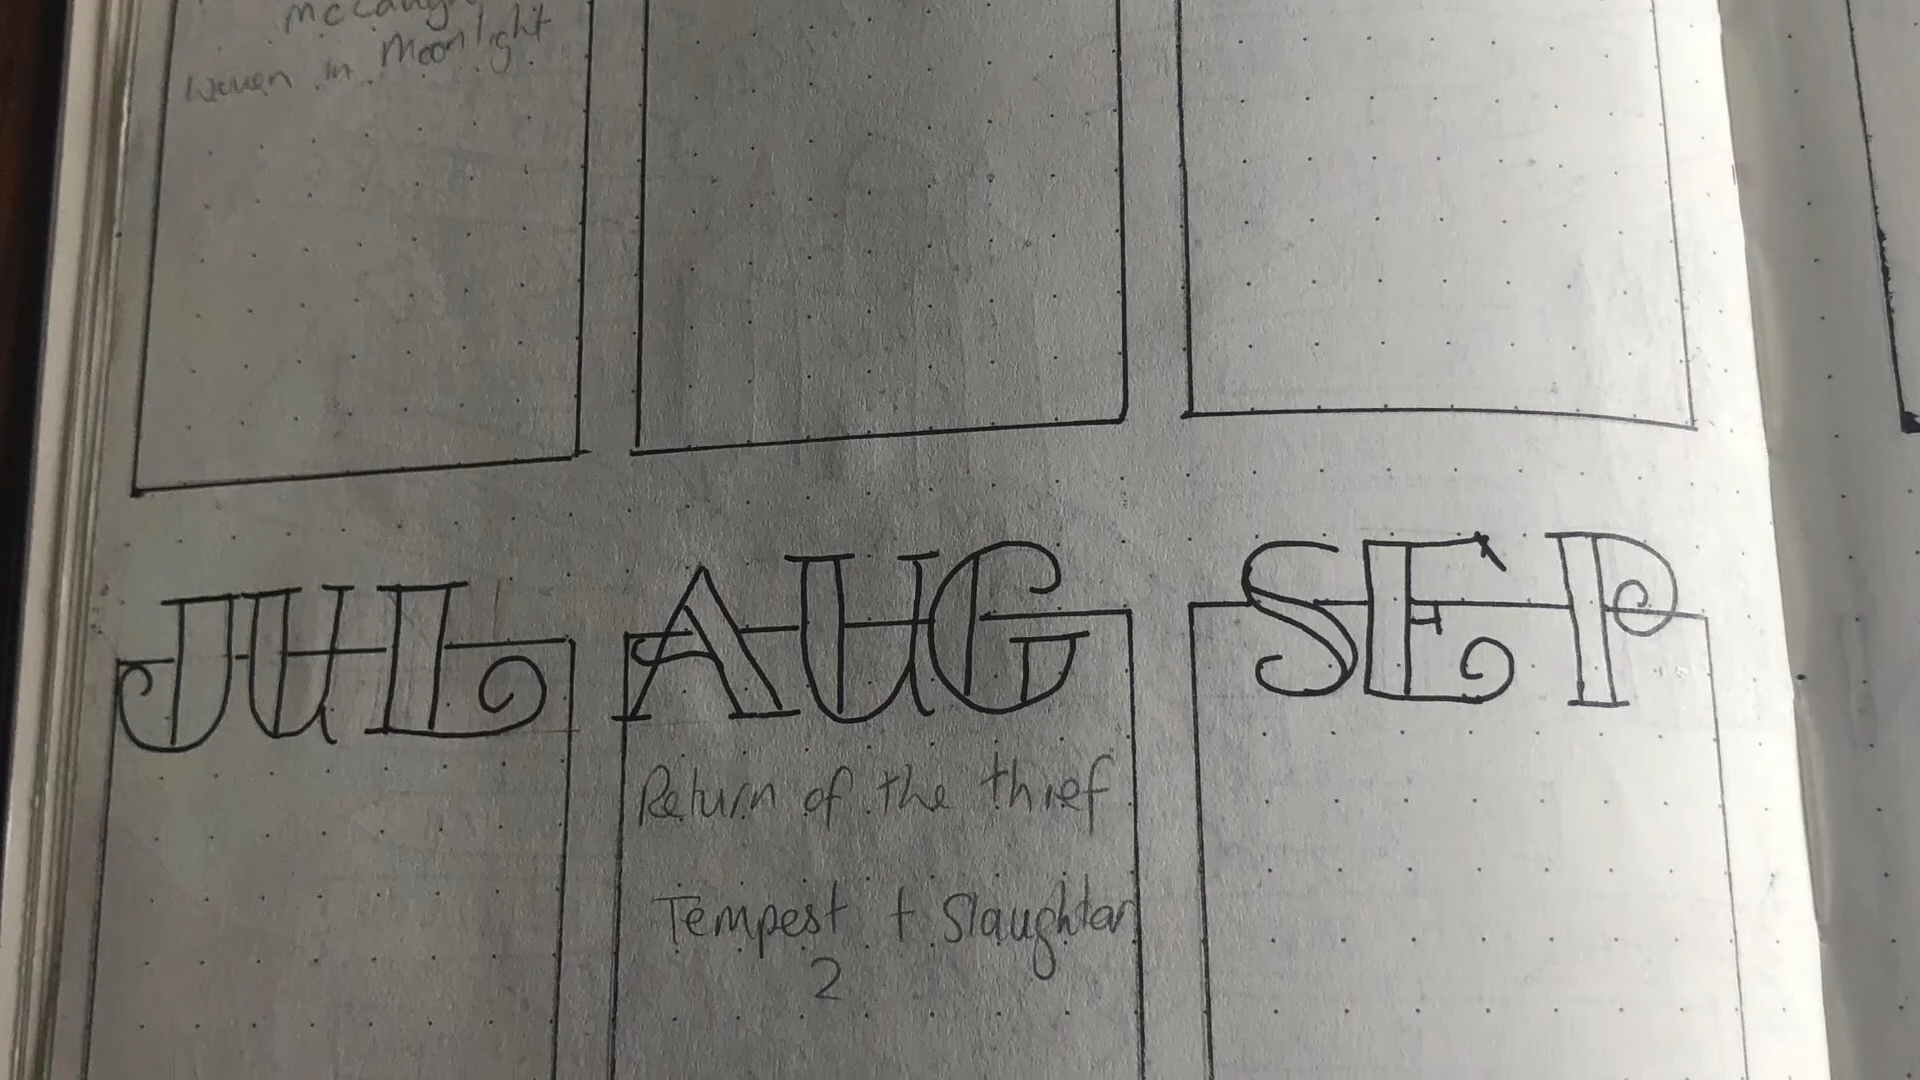 Woven in Moonlight
JUL AUG SEP
Return of the thief
Tempest + Slaughter
2